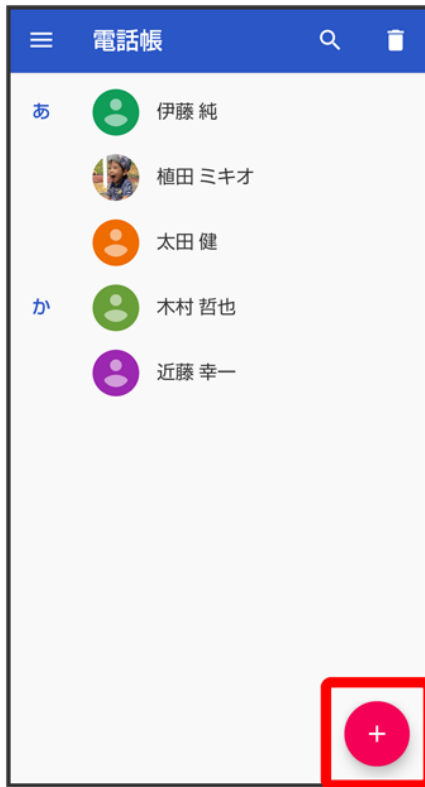 電話帳
あ
伊藤 純
植田 ミキオ
太田 健
か
木村 哲也
近藤 幸一